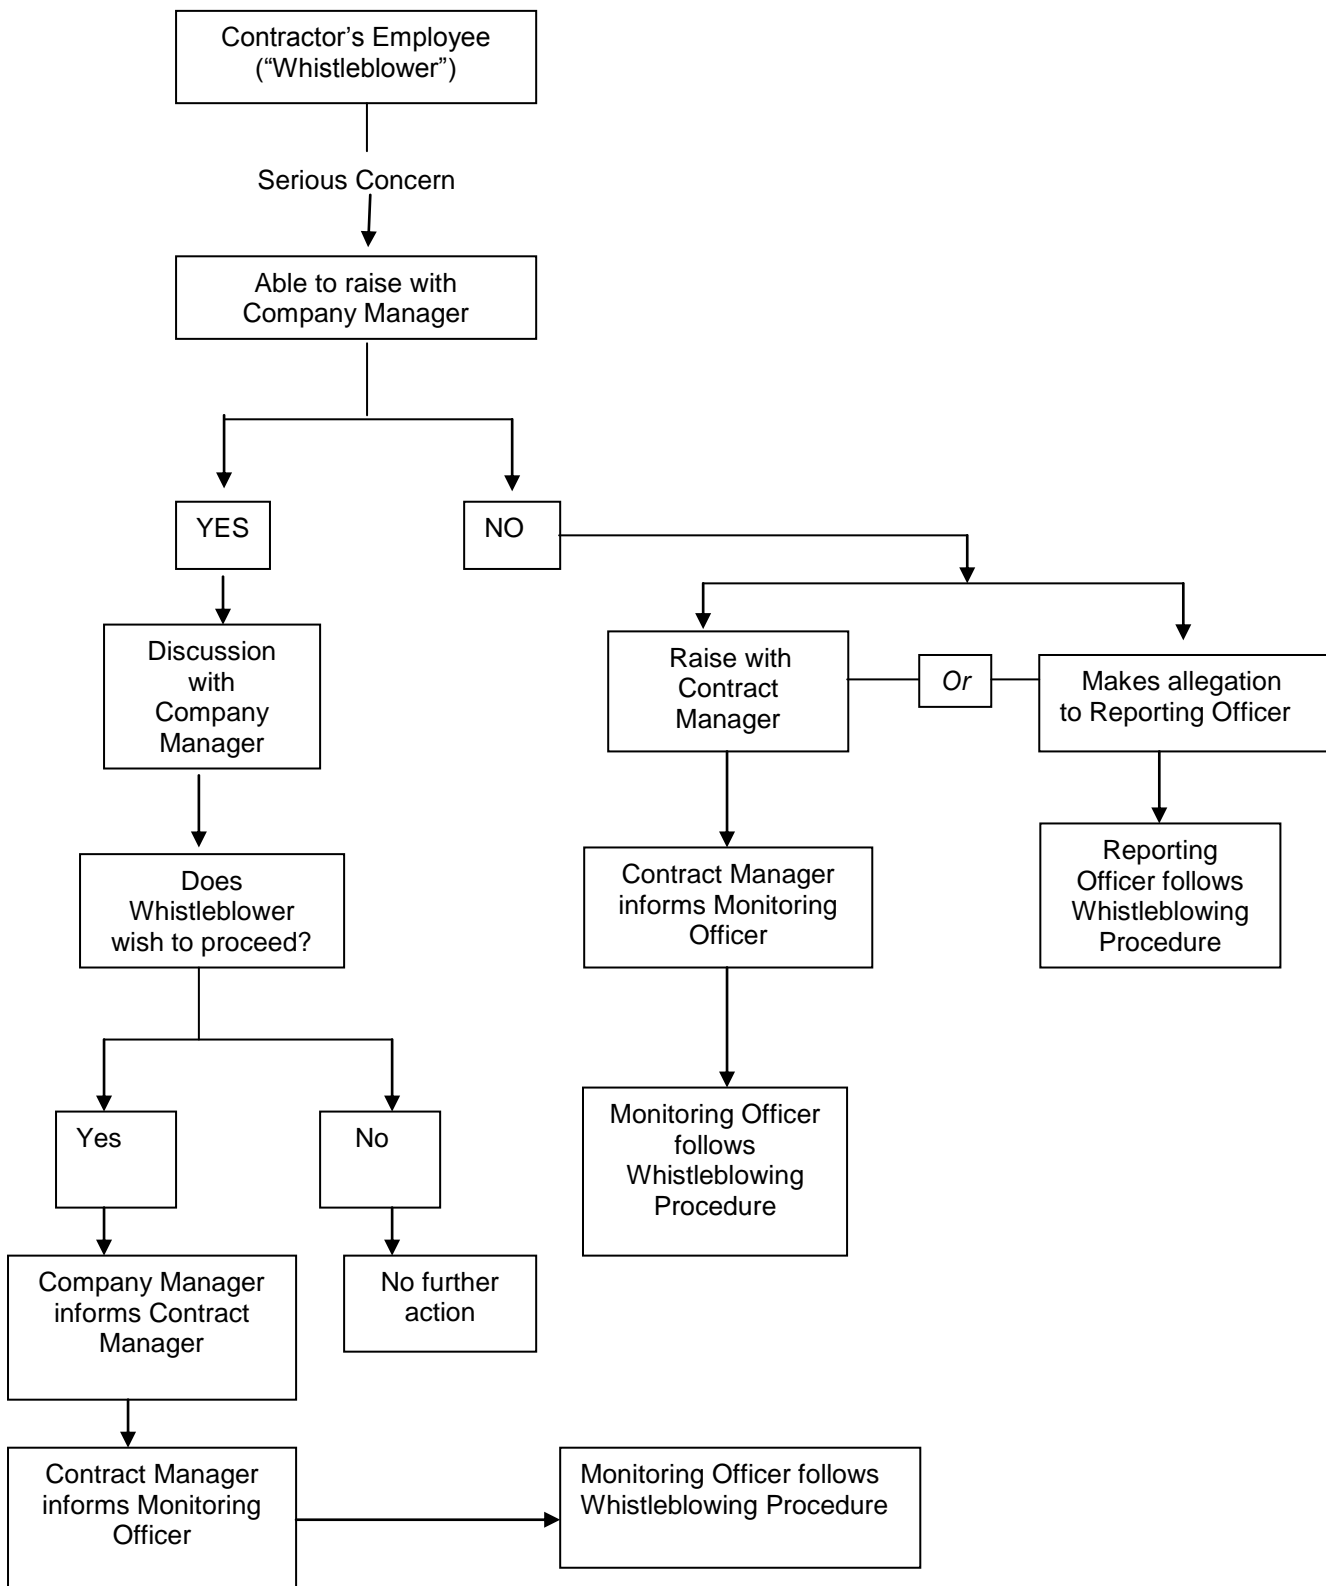 Contractor’s Employee
(“Whistleblower”)
Serious Concern
Able to raise with
Company Manager
YES
NO
Discussion
with
Company
Manager
Raise with
Contract
Manager
Or
Makes allegation
to Reporting Officer
Does
Whistleblower
wish to proceed?
Contract Manager
informs Monitoring
Officer
Reporting
Officer follows
Whistleblowing
Procedure
Yes
No
Monitoring Officer
follows
Whistleblowing
Procedure
Company Manager
informs Contract
Manager
No further
action
Contract Manager
informs Monitoring
Officer
Monitoring Officer follows
Whistleblowing Procedure